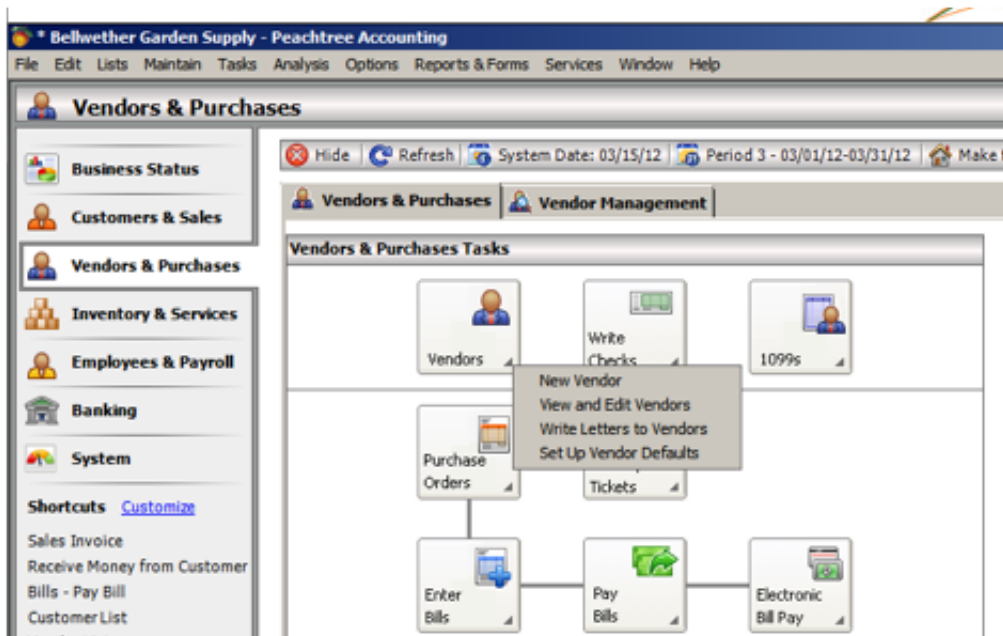 * Bellwether Garden Supply - Peachtree Accounting
File Edit Lists Maintain Tasks Analysis Options Reports & Forms Services Window Help
Vendors & Purchases
Business Status
Customers & Sales
Vendors & Purchases
Inventory & Services
Employees & Payroll
Banking
System
Shortcuts Customize
Sales Invoice
Receive Money from Customer
Bills - Pay Bill
Customer List
Hide Refresh System Date: 03/15/12 Period 3 - 03/01/12-03/31/12 Make
Vendors & Purchases Vendor Management
Vendors & Purchases Tasks
Vendors
Write
Checks
1099s
New Vendor
View and Edit Vendors
Write Letters to Vendors
Set Up Vendor Defaults
Purchase
Orders
Tickets
Enter
Bills
Pay
Bills
Electronic
Bill Pay